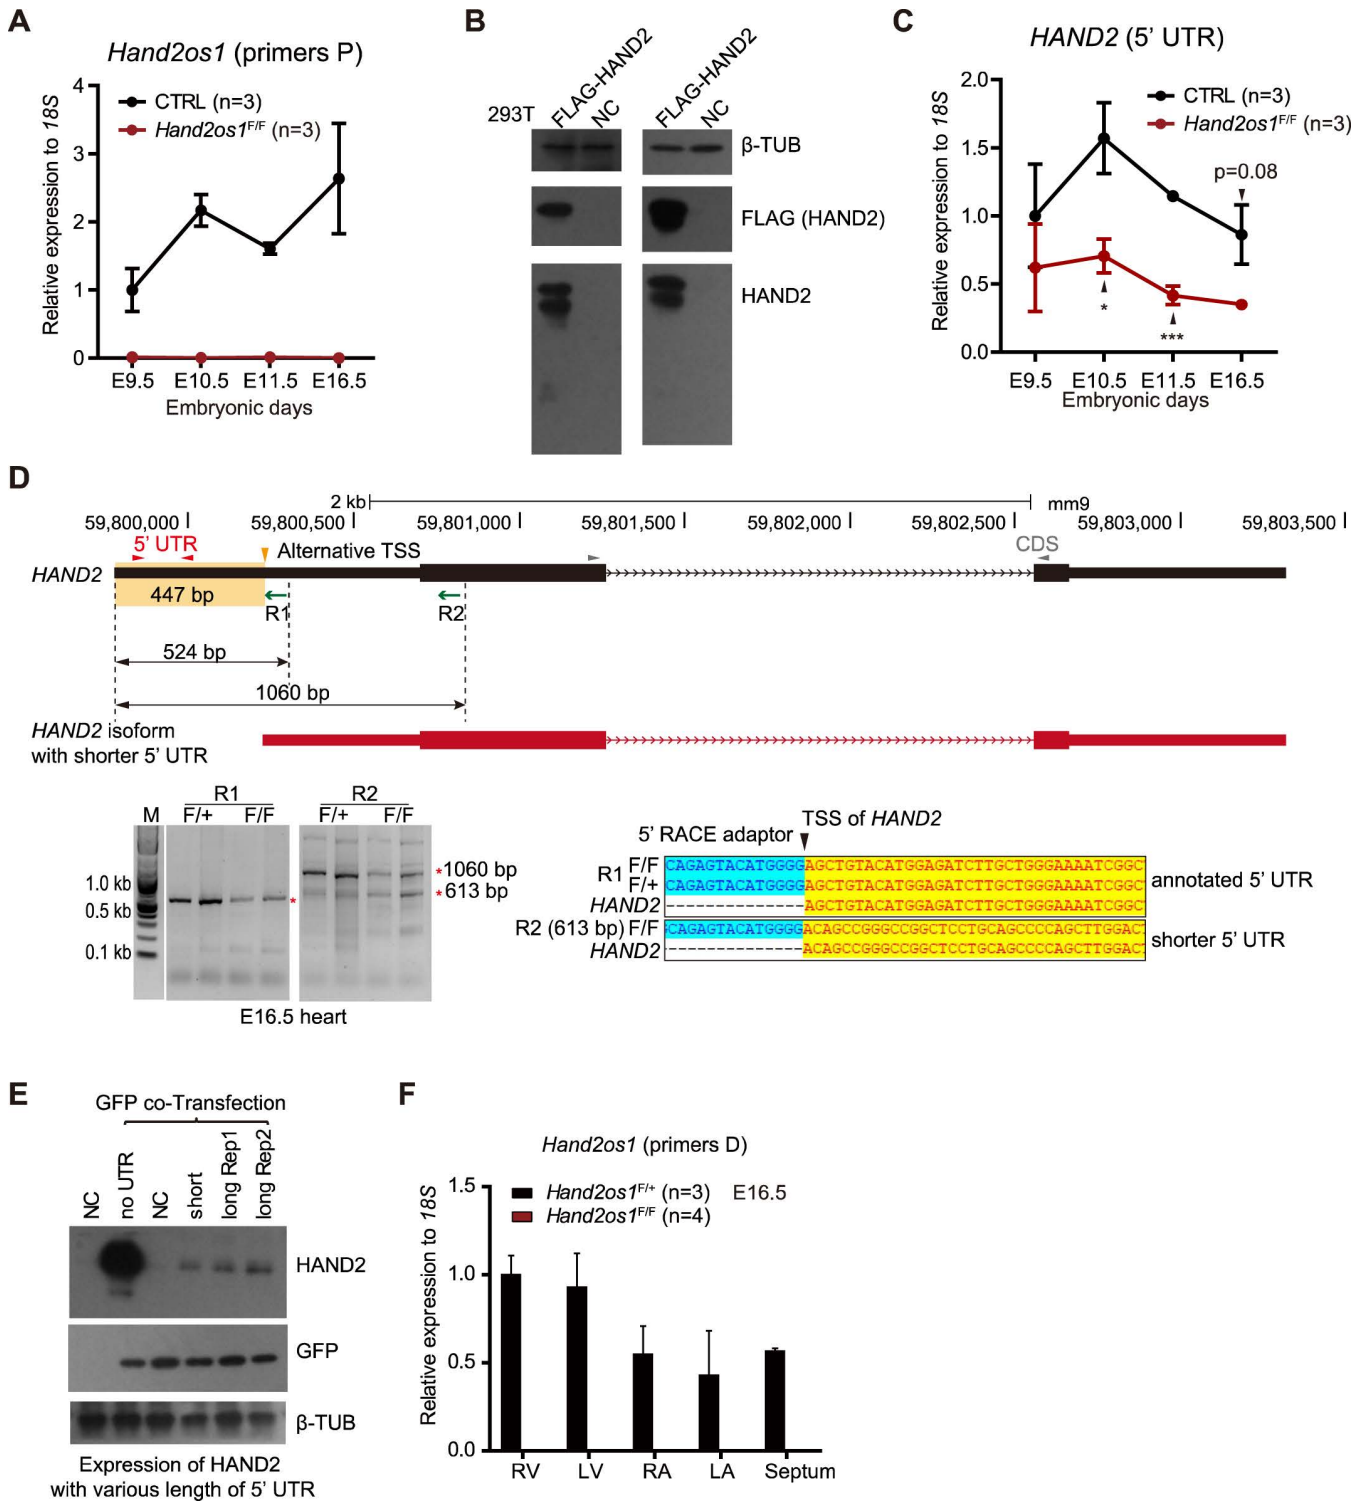 A
Hand2os1 (primers P)
CTRL (n=3)
Hand2os1F/F (n=3)
Relative expression to 18S
4
3
2
1
0
E9.5 E10.5 E11.5 E16.5
Embryonic days
B
293T FLAG-HAND2 NC FLAG-HAND2 NC
β-TUB
FLAG (HAND2)
HAND2
C
HAND2 (5’ UTR)
CTRL (n=3)
Hand2os1F/F (n=3)
p=0.08
Relative expression to 18S
2.0
1.5
1.0
0.5
0.0
*
***
E9.5 E10.5 E11.5 E16.5
Embryonic days
D
2 kb mm9
59,800,000 59,800,500 59,801,000 59,801,500 59,802,000 59,802,500 59,803,000 59,803,500
5’ UTR Alternative TSS CDS
HAND2
447 bp
R1 R2
524 bp
1060 bp
HAND2 isoform
with shorter 5’ UTR
R1 R2
M F/+ F/F F/+ F/F
1.0 kb
0.5 kb
0.1 kb
*
*1060 bp
*613 bp
E16.5 heart
5’ RACE adaptor TSS of HAND2
R1 F/F CAGAGTACATGGGGAGCTGTACATGGAGATCTTGCTGGGAAAATCGGC
F/+ CAGAGTACATGGGGAGCTGTACATGGAGATCTTGCTGGGAAAATCGGC
HAND2 --------------AGCTGTACATGGAGATCTTGCTGGGAAAATCGGC
annotated 5’ UTR
R2 (613 bp) F/F CAGAGTACATGGGGACAGCCGGGCCGGCTCCTGCAGCCCCAGCTTGGAC
HAND2 --------------ACAGCCGGGCCGGCTCCTGCAGCCCCAGCTTGGAC
shorter 5’ UTR
E
GFP co-Transfection
NC no UTR NC short long Rep1 long Rep2
HAND2
GFP
β-TUB
Expression of HAND2
with various length of 5’ UTR
F
Hand2os1 (primers D)
Hand2os1F/+ (n=3) E16.5
Hand2os1F/F (n=4)
Relative expression to 18S
1.5
1.0
0.5
0.0
RV LV RA LA Septum